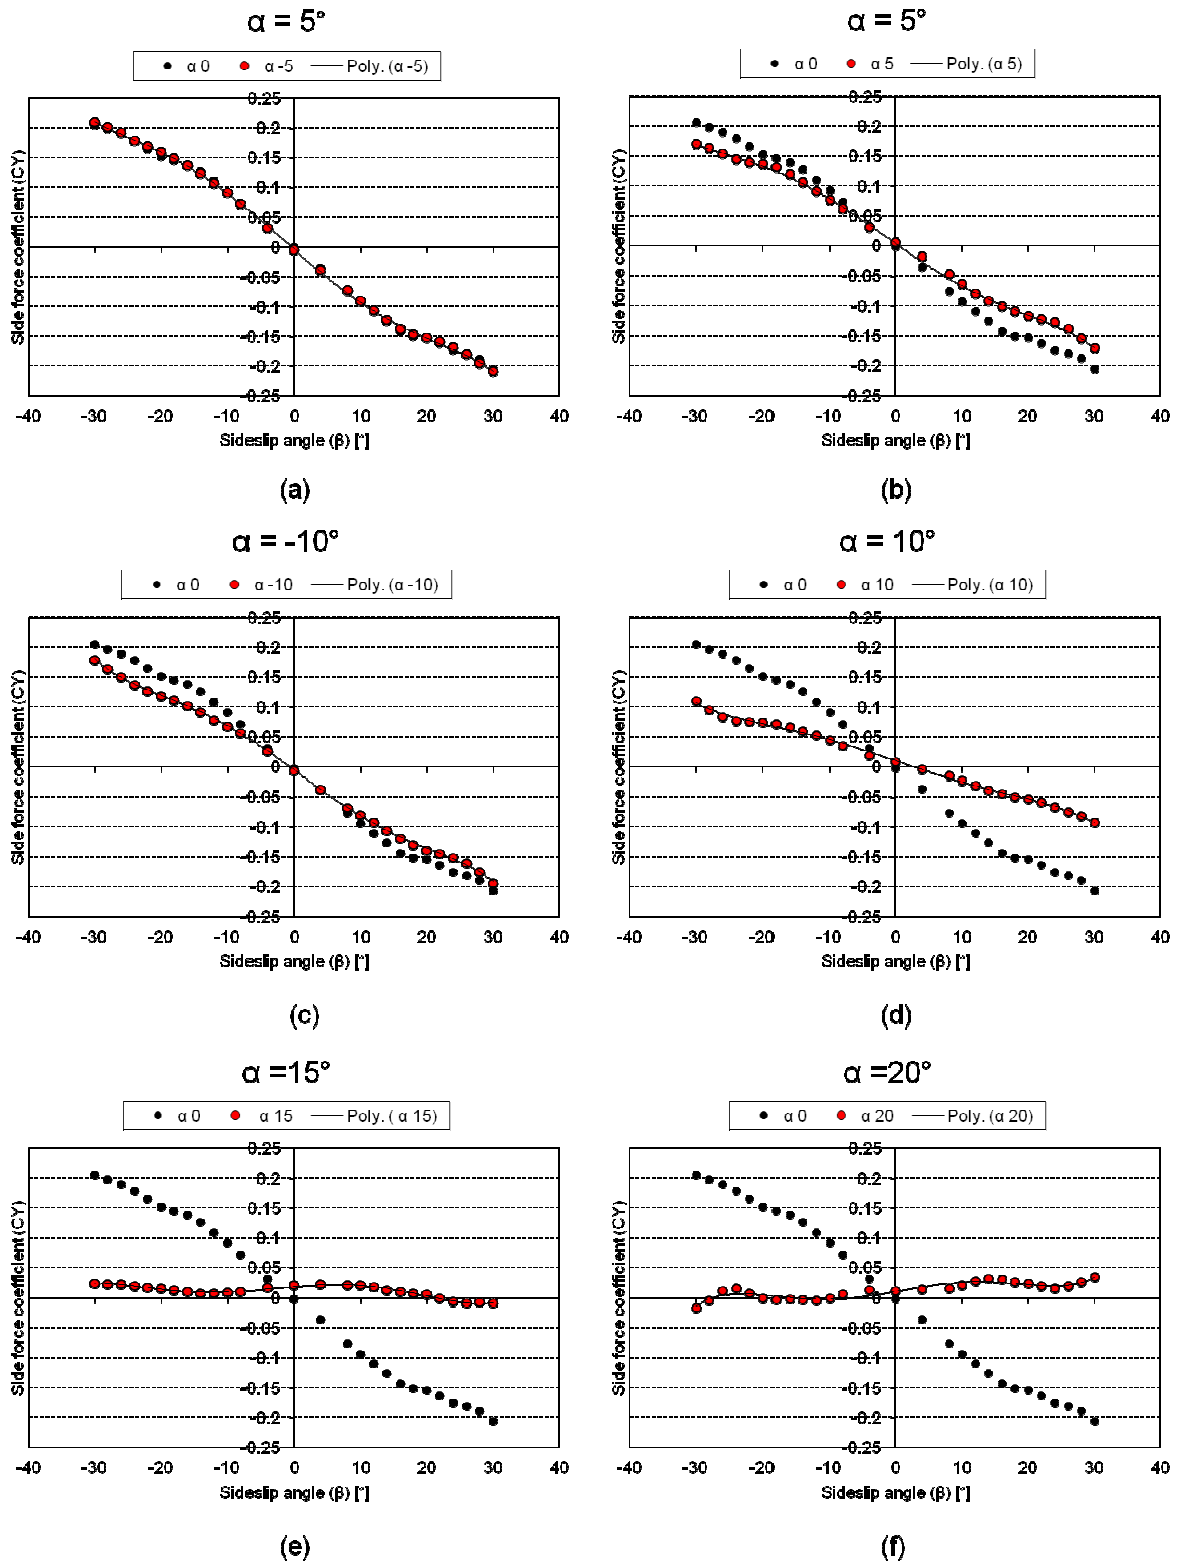 α = 5°
α 0 α -5 Poly. (α -5)
0.25
0.2
0.15
0.1
0.05
0
-0.05
-0.1
-0.15
-0.2
-0.25
-40 -30 -20 -10 0 10 20 30 40
Side force coefficient (CY)
Sideslip angle (β) [°]
(a)
α = 5°
α 0 α 5 Poly. (α 5)
0.25
0.2
0.15
0.1
0.05
0
-0.05
-0.1
-0.15
-0.2
-0.25
-40 -30 -20 -10 0 10 20 30 40
Side force coefficient (CY)
Sideslip angle (β) [°]
(b)
α = -10°
α 0 α -10 Poly. (α -10)
0.25
0.2
0.15
0.1
0.05
0
-0.05
-0.1
-0.15
-0.2
-0.25
-40 -30 -20 -10 0 10 20 30 40
Side force coefficient (CY)
Sideslip angle (β) [°]
(c)
α = 10°
α 0 α 10 Poly. (α 10)
0.25
0.2
0.15
0.1
0.05
0
-0.05
-0.1
-0.15
-0.2
-0.25
-40 -30 -20 -10 0 10 20 30 40
Side force coefficient (CY)
Sideslip angle (β) [°]
(d)
α =15°
α 0 α 15 Poly. ( α 15)
0.25
0.2
0.15
0.1
0.05
0
-0.05
-0.1
-0.15
-0.2
-0.25
-40 -30 -20 -10 0 10 20 30 40
Side force coefficient (CY)
Sideslip angle (β) [°]
(e)
α =20°
α 0 α 20 Poly. (α 20)
0.25
0.2
0.15
0.1
0.05
0
-0.05
-0.1
-0.15
-0.2
-0.25
-40 -30 -20 -10 0 10 20 30 40
Side force coefficient (CY)
Sideslip angle (β) [°]
(f)